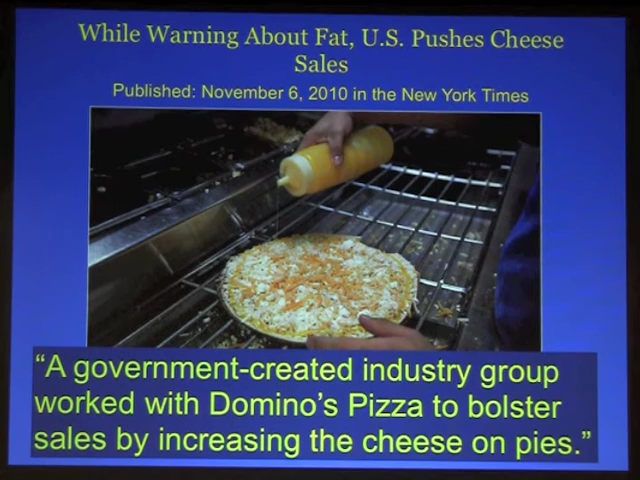 While Warning About Fat, U.S. Pushes Cheese
Sales
Published: November 6, 2010 in the New York Times
“A government-created industry group
worked with Domino’s Pizza to bolster
sales by increasing the cheese on pies.”